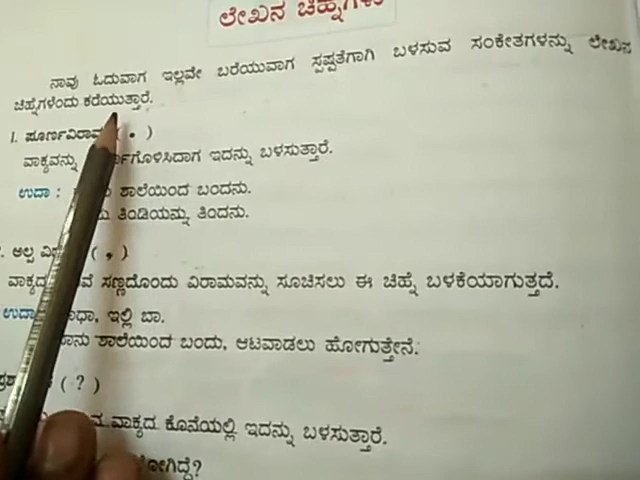 ಲೇಖನ ಚಿಹ್ನೆಗಳು
ನಾವು ಓದುವಾಗ ಇಲ್ಲವೇ ಬರೆಯುವಾಗ ಸ್ಪಷ್ಟತೆಗಾಗಿ ಬಳಸುವ ಸಂಕೇತಗಳನ್ನು ಲೇಖನ
ಚಿಹ್ನೆಗಳೆಂದು ಕರೆಯುತ್ತಾರೆ.
1. ಪೂರ್ಣವಿರಾಮ ( . )
ವಾಕ್ಯವನ್ನು ಇದನ್ನು ಬಳಸುತ್ತಾರೆ.
ಉದಾ : ಶಾಲೆಯಿಂದ ಬಂದನು.
ತಿಂಡಿಯನ್ನು ತಿಂದನು.
ಅಲ್ಪ ( , )
ಸಣ್ಣದೊಂದು ವಿರಾಮವನ್ನು ಸೂಚಿಸಲು ಈ ಚಿಹ್ನೆ ಬಳಕೆಯಾಗುತ್ತದೆ.
ಉದಾ ಇಲ್ಲಿ ಬಾ.
ಶಾಲೆಯಿಂದ ಬಂದು, ಆಟವಾಡಲು ಹೋಗುತ್ತೇನೆ.
( ? )
ವಾಕ್ಯದ ಕೊನೆಯಲ್ಲಿ ಇದನ್ನು ಬಳಸುತ್ತಾರೆ.